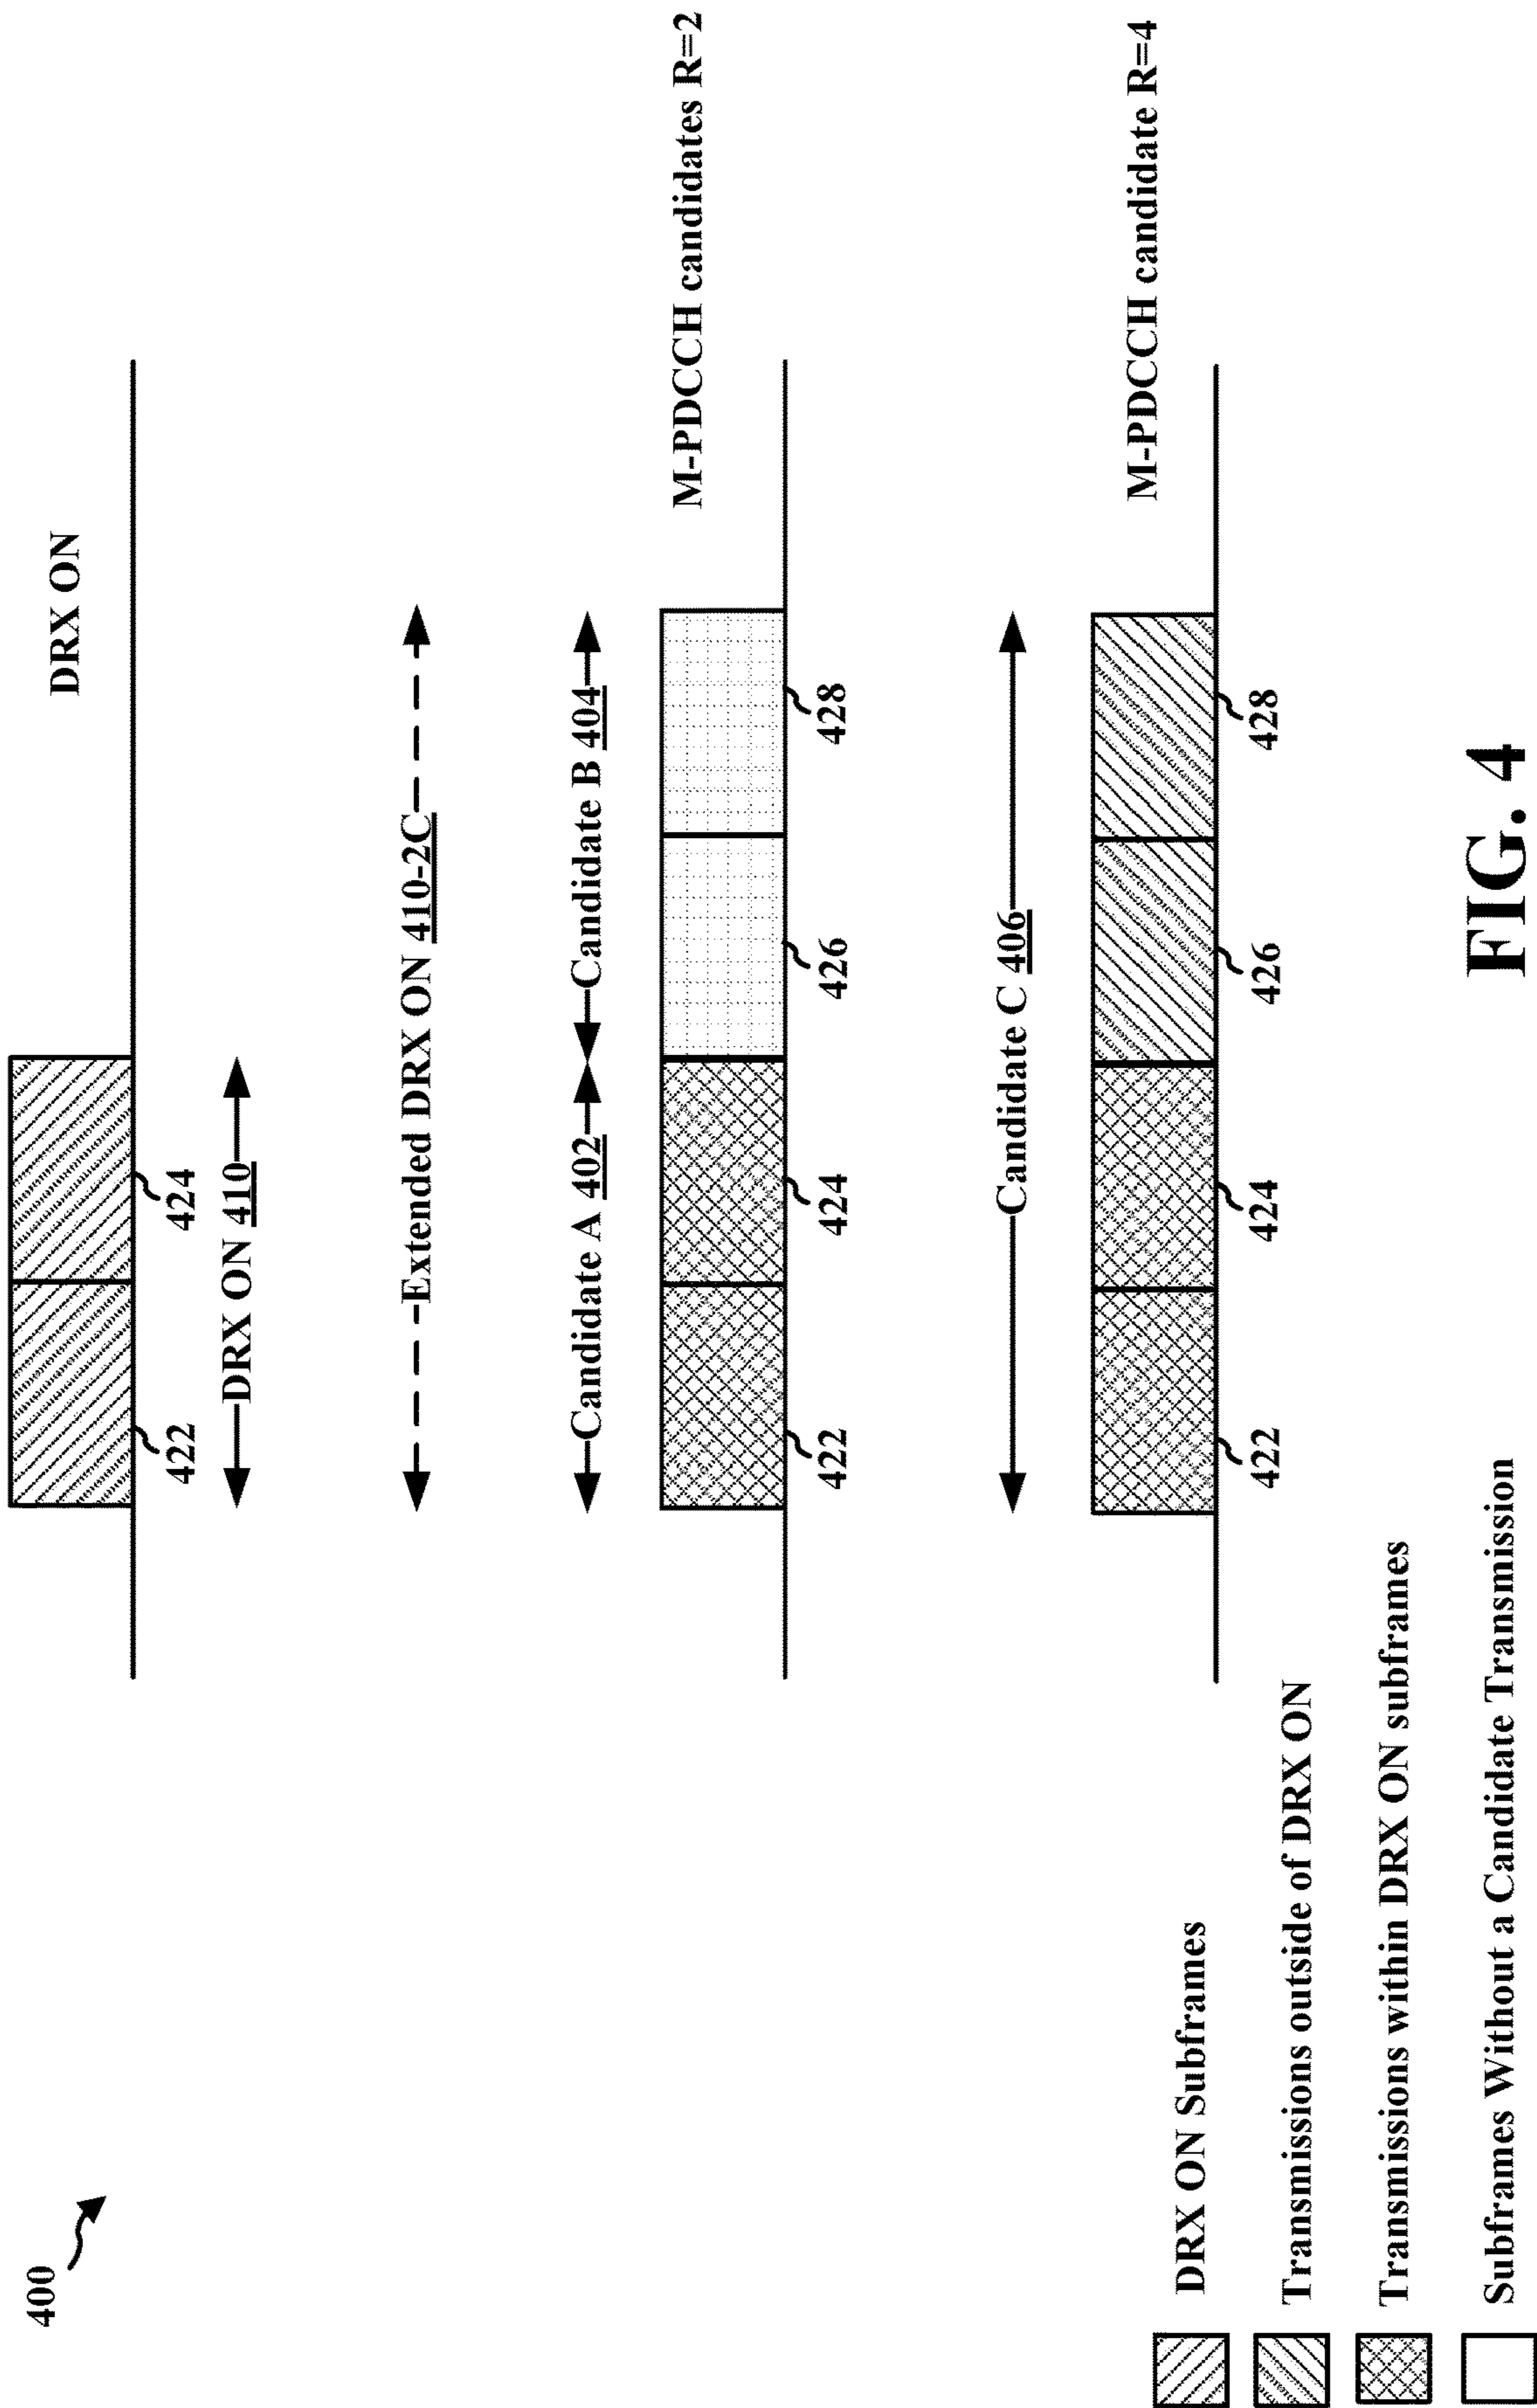 400
DRX ON
422
424
DRX ON 410
Extended DRX ON 410-2C
Candidate A 402
Candidate B 404
M-PDCCH candidates R=2
422
424
426
428
Candidate C 406
M-PDCCH candidate R=4
422
424
426
428
DRX ON Subframes
Transmissions outside of DRX ON
Transmissions within DRX ON subframes
Subframes Without a Candidate Transmission
FIG. 4